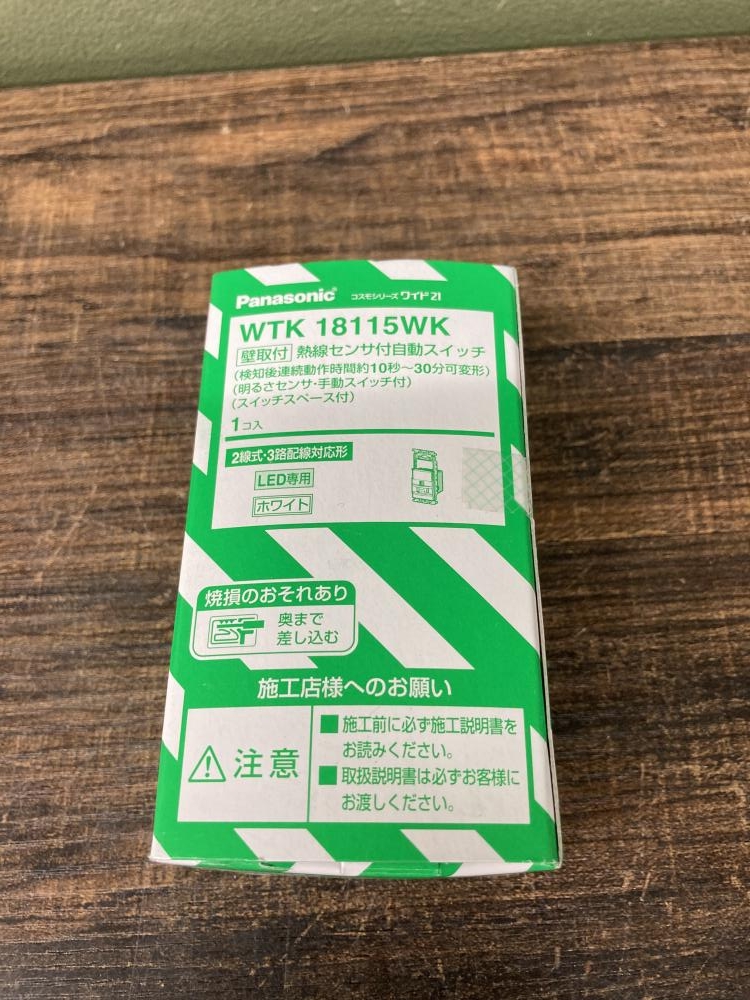 Panasonic コスモシリーズ ワイド21
WTK 18115WK
壁取付 熱線センサ付自動スイッチ
(検知後連続動作時間約10秒~30分可変形)
(明るさセンサ・手動スイッチ付)
(スイッチスペース付)
1コ入
2線式・3路配線対応形
LED専用
ホワイト
焼損のおそれあり
奥まで
差し込む
施工店様へのお願い
注意
■施工前に必ず施工説明書を
お読みください。
■取扱説明書は必ずお客様に
お渡しください。